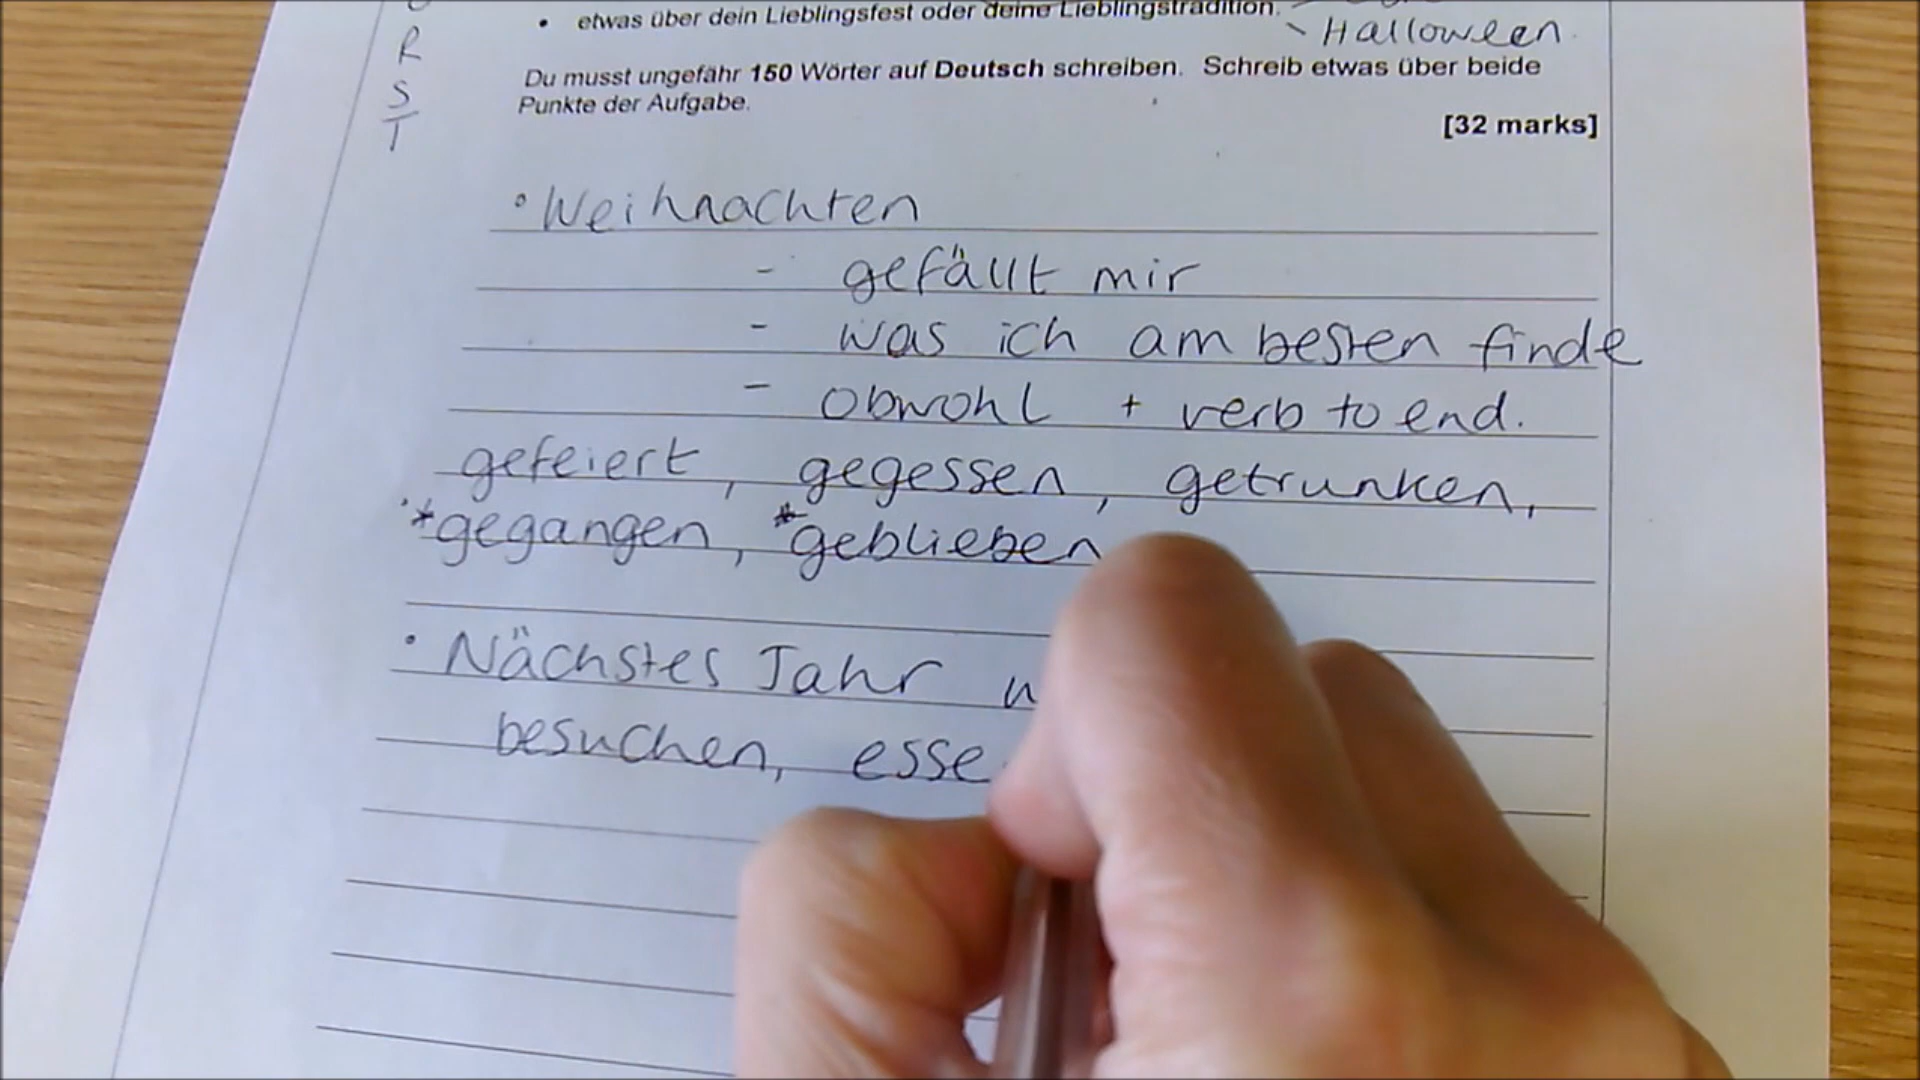 R
S
T
• etwas über dein Lieblingsfest oder deine Lieblingstradition.
- Halloween.
Du musst ungefähr 150 Wörter auf Deutsch schreiben. Schreib etwas über beide
Punkte der Aufgabe.
[32 marks]
• Weihnachten
- gefällt mir
- was ich am besten finde
- obwohl + verb to end.
gefeiert, gegessen, getrunken,
*gegangen, *geblieben
• Nächstes Jahr
besuchen, esse